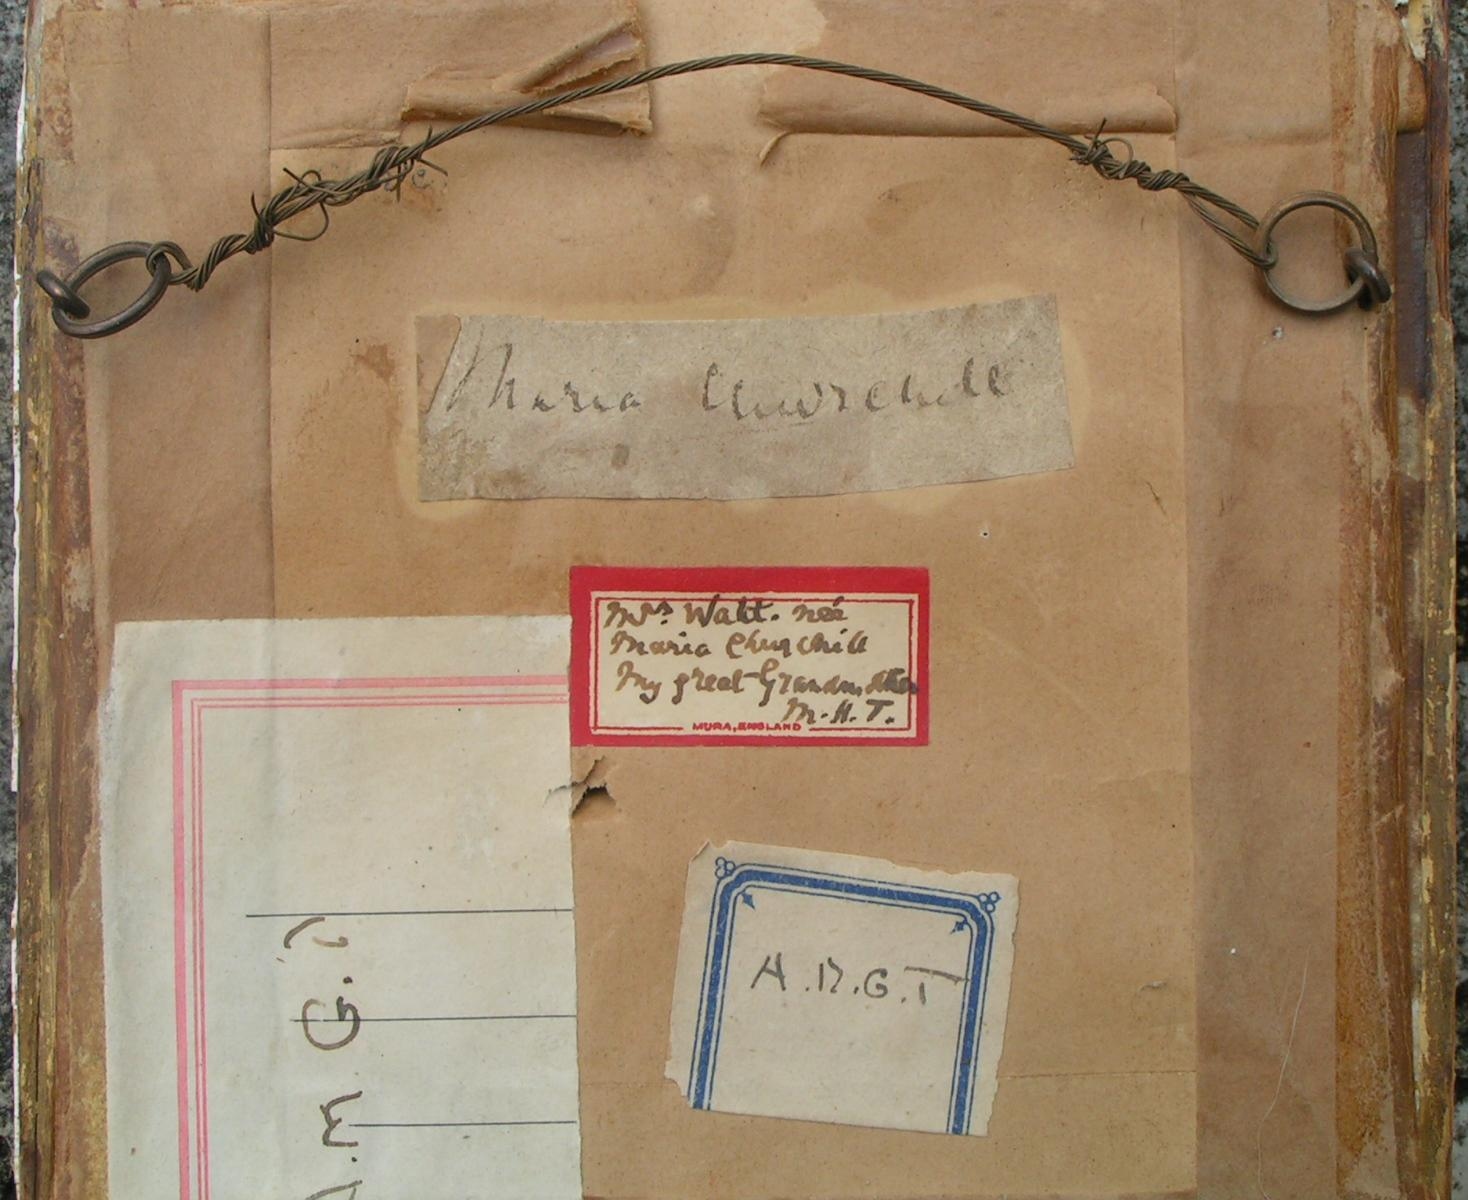 Maria Churchill
Mrs. Watt. née
Maria Churchill
My great Grandmother
M.H.T.
MURA, ENGLAND
A.D.G.T
G.